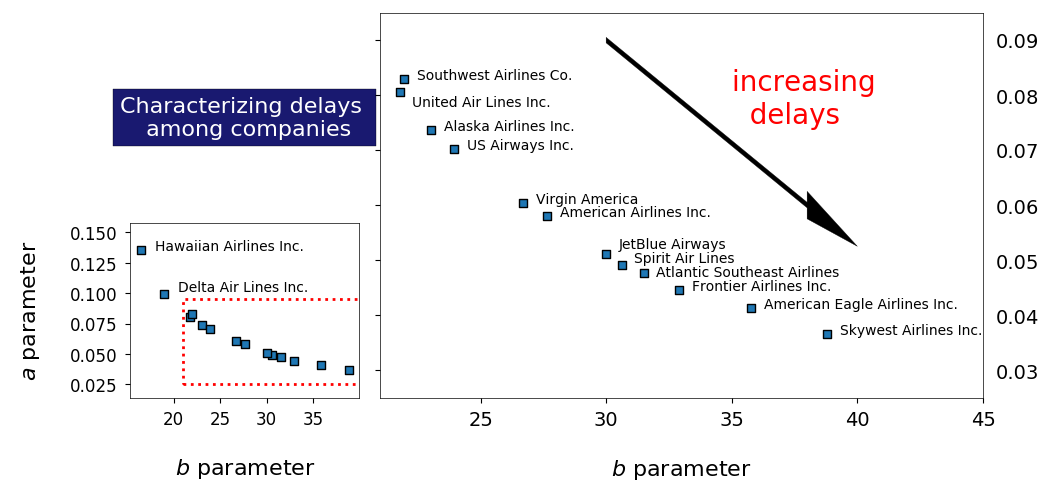 Characterizing delays
among companies
increasing
delays
Southwest Airlines Co.
United Air Lines Inc.
Alaska Airlines Inc.
US Airways Inc.
Virgin America
American Airlines Inc.
JetBlue Airways
Spirit Air Lines
Atlantic Southeast Airlines
Frontier Airlines Inc.
American Eagle Airlines Inc.
Skywest Airlines Inc.
0.09
0.08
0.07
0.06
0.05
0.04
0.03
25
30
35
40
45
b parameter
Hawaiian Airlines Inc.
Delta Air Lines Inc.
0.150
0.125
0.100
0.075
0.050
0.025
20
25
30
35
a parameter
b parameter